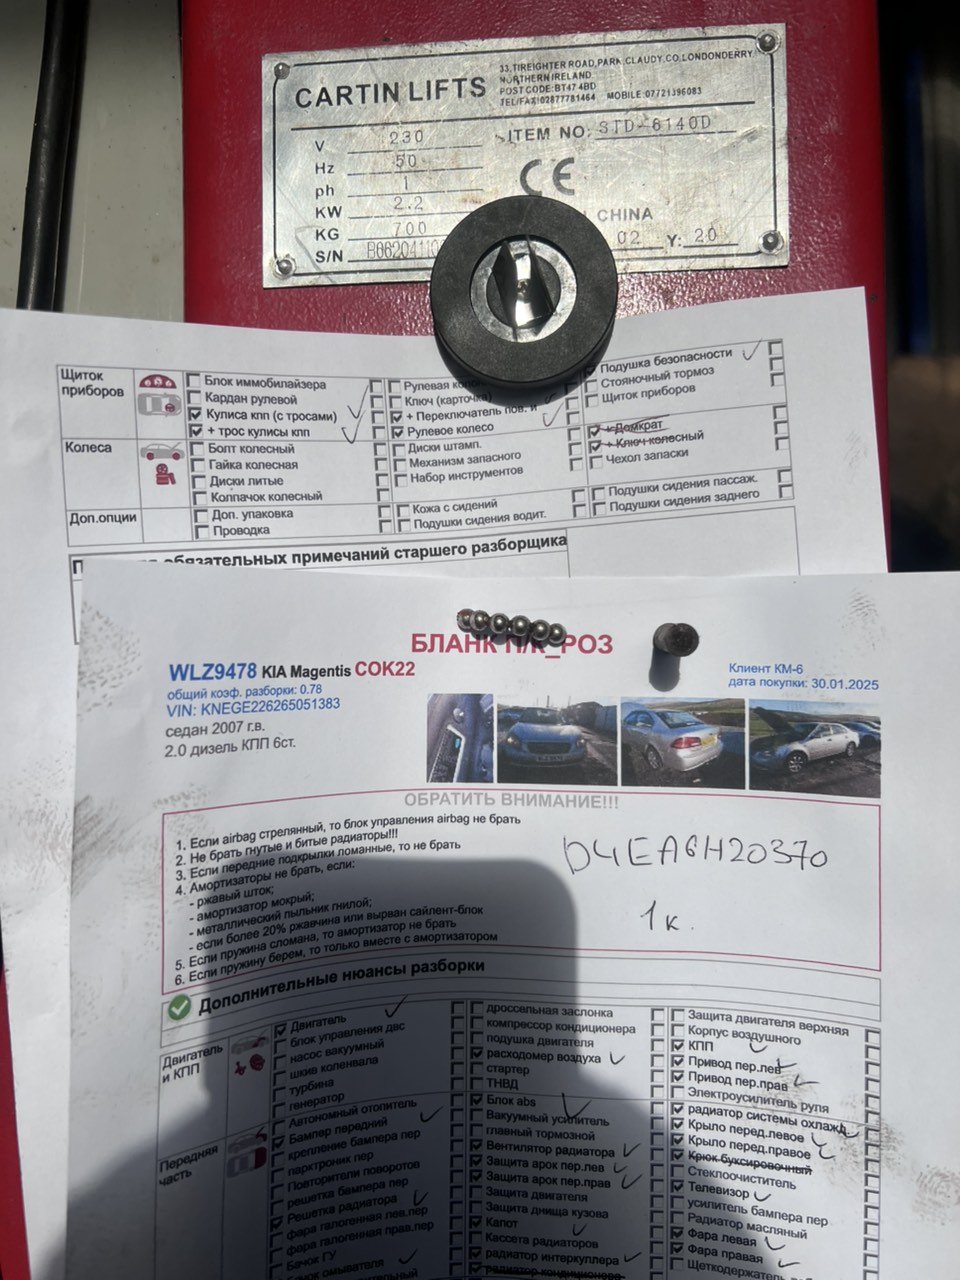 CARTIN LIFTS
33,TIREIGHTER ROAD,PARK,CLAUDY,CO.LONDONDERRY
NORTHERN IRELAND
POST CODE:BT47 4BD
TEL/FAX:02877781464 MOBILE:07721396083
V 230
ITEM NO: STD-6140D
Hz 50
ph 1
CE
KW 2.2
CHINA
KG 700
02 Y: 20
S/N B06204110
Щиток приборов
Блок иммобилайзера
Кардан рулевой
Кулиса кпп (с тросами)
+ трос кулисы кпп
Ключ (карточка)
+ Переключатель пов. и
Рулевое колесо
Подушка безопасности
Стояночный тормоз
Щиток приборов
Колеса
Болт колесный
Гайка колесная
Диски литые
Колпачок колесный
Диски штамп.
Механизм запасного
Набор инструментов
+ Домкрат
+ Ключ колесный
Чехол запаски
Доп.опции
Доп. упаковка
Проводка
Кожа с сидений
Подушки сидения водит.
Подушки сидения пассаж.
Подушки сидения заднего
обязательных примечаний старшего разборщика
БЛАНК П/К_РОЗ
WLZ9478 KIA Magentis COK22
общий коэф. разборки: 0.78
VIN: KNEGE226265051383
седан 2007 г.в.
2.0 дизель КПП 6ст.
Клиент КМ-6
дата покупки: 30.01.2025
ОБРАТИТЬ ВНИМАНИЕ!!!
1. Если airbag стрелянный, то блок управления airbag не брать
2. Не брать гнутые и битые радиаторы!!!
3. Если передние подкрылки ломанные, то не брать
4. Амортизаторы не брать, если:
- ржавый шток;
- амортизатор мокрый;
- металлический пыльник гнилой;
- если более 20% ржавчина или вырван сайлент-блок
5. Если пружина сломана, то амортизатор не брать
6. Если пружину берем, то только вместе с амортизатором
D4EA6H20370
1к.
Дополнительные нюансы разборки
Двигатель и КПП
Двигатель
блок управления двс
насос вакуумный
шкив коленвала
турбина
генератор
дроссельная заслонка
компрессор кондиционера
подушка двигателя
расходомер воздуха
стартер
ТНВД
Защита двигателя верхняя
Корпус воздушного
КПП
Привод пер.лев
Привод пер.прав
Электроусилитель руля
Передняя часть
Автономный отопитель
Бампер передний
крепление бампера пер
парктроник пер
Повторители поворотов
решетка бампера пер
Решетка радиатора
фара галогенная лев.пер
фара галогенная прав.пер
Бачок ГУ
Бачок омывателя
Блок abs
Вакуумный усилитель
главный тормозной
Вентилятор радиатора
Защита арок пер.лев
Защита арок пер.прав
Защита двигателя
Защита днища кузова
Капот
Кассета радиаторов
радиатор интеркуллера
радиатор кондиционера
радиатор системы охлажд
Крыло перед.левое
Крыло перед.правое
Крюк буксировочный
Стеклоочиститель
Телевизор
усилитель бампера пер
Радиатор масляный
Фара левая
Фара правая
Щеткодержатель